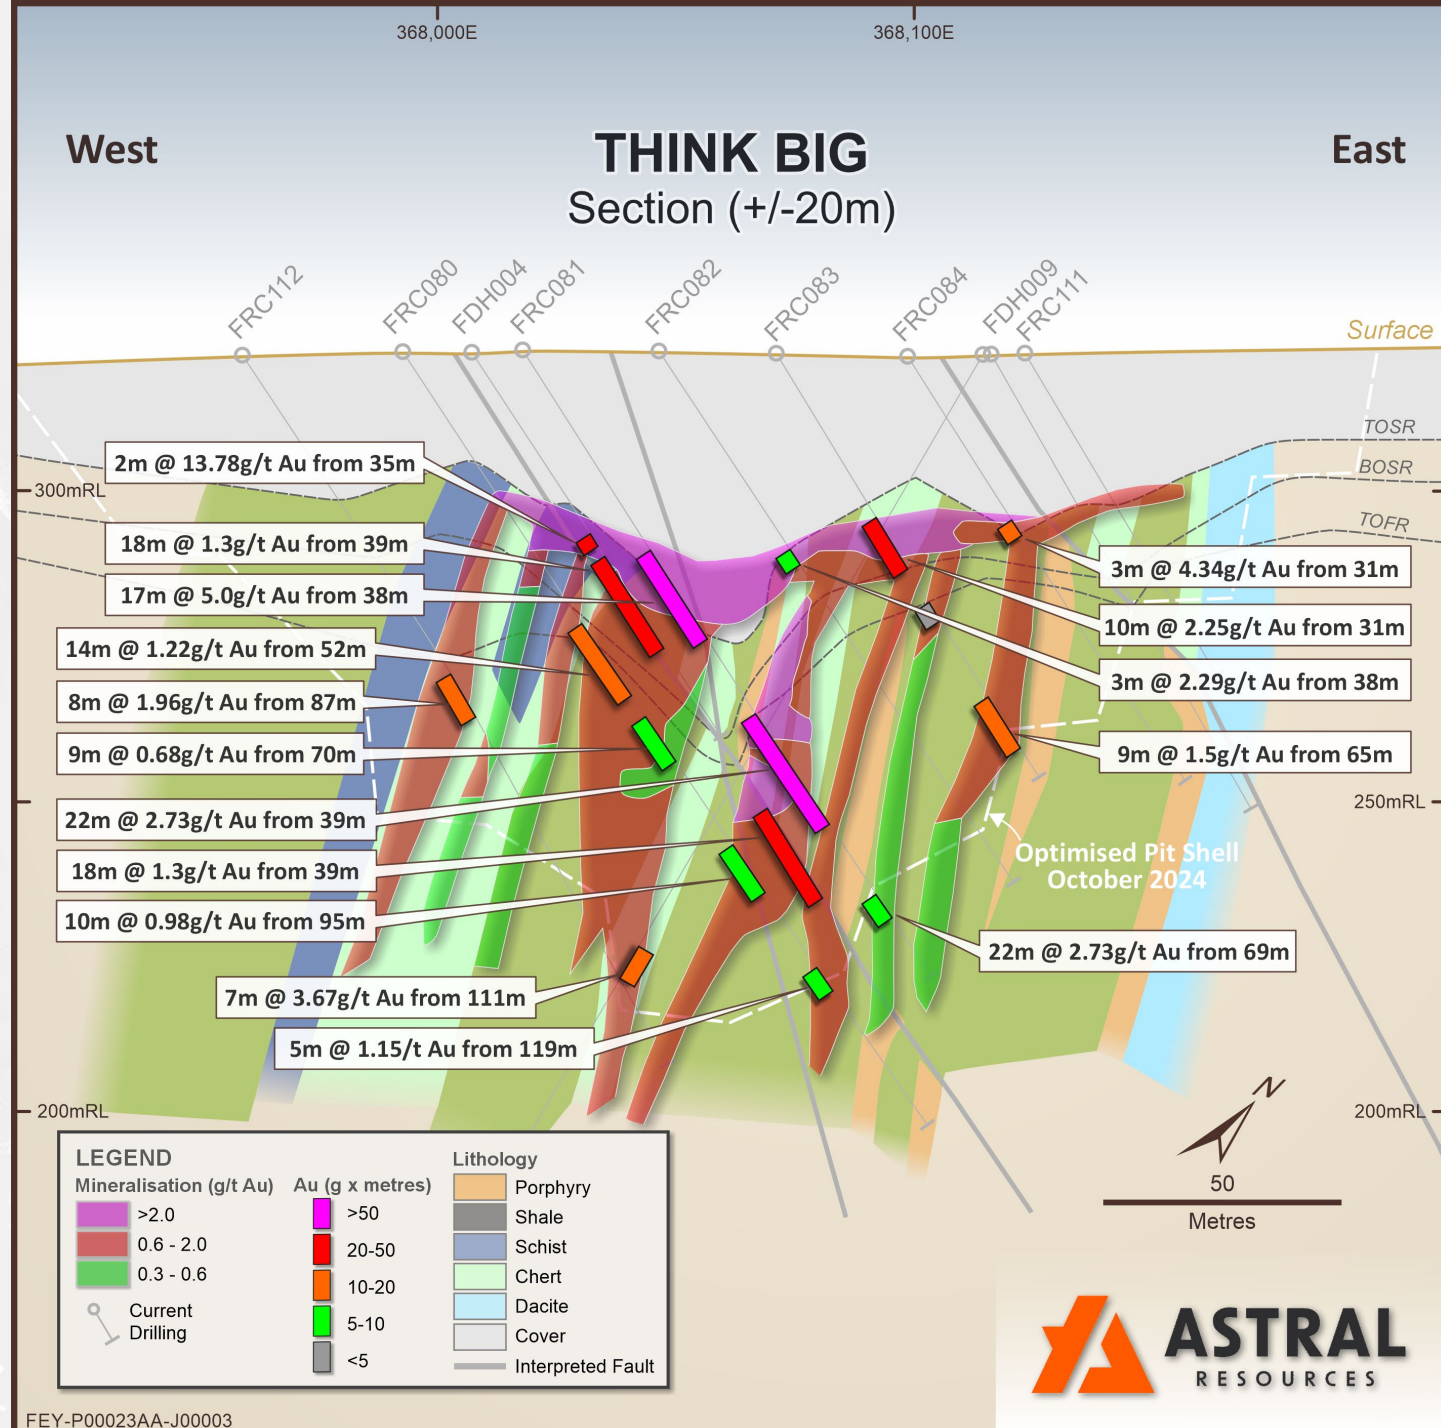 368,000E
368,100E
West
THINK BIG
East
Section (+/-20m)
FRC112
FRC080
FDH004
FRC081
FRC082
FRC083
FRC084
FDH009
FRC111
Surface
TOSR
BOSR
TOFR
300mRL
2m @ 13.78g/t Au from 35m
18m @ 1.3g/t Au from 39m
17m @ 5.0g/t Au from 38m
14m @ 1.22g/t Au from 52m
8m @ 1.96g/t Au from 87m
9m @ 0.68g/t Au from 70m
22m @ 2.73g/t Au from 39m
18m @ 1.3g/t Au from 39m
10m @ 0.98g/t Au from 95m
7m @ 3.67g/t Au from 111m
5m @ 1.15/t Au from 119m
3m @ 4.34g/t Au from 31m
10m @ 2.25g/t Au from 31m
3m @ 2.29g/t Au from 38m
9m @ 1.5g/t Au from 65m
250mRL
Optimised Pit Shell
October 2024
22m @ 2.73g/t Au from 69m
200mRL
200mRL
N
50
Metres
LEGEND
Mineralisation (g/t Au)
>2.0
0.6 - 2.0
0.3 - 0.6
Current
Drilling
Au (g x metres)
>50
20-50
10-20
5-10
<5
Lithology
Porphyry
Shale
Schist
Chert
Dacite
Cover
Interpreted Fault
ASTRAL
RESOURCES
FEY-P00023AA-J00003